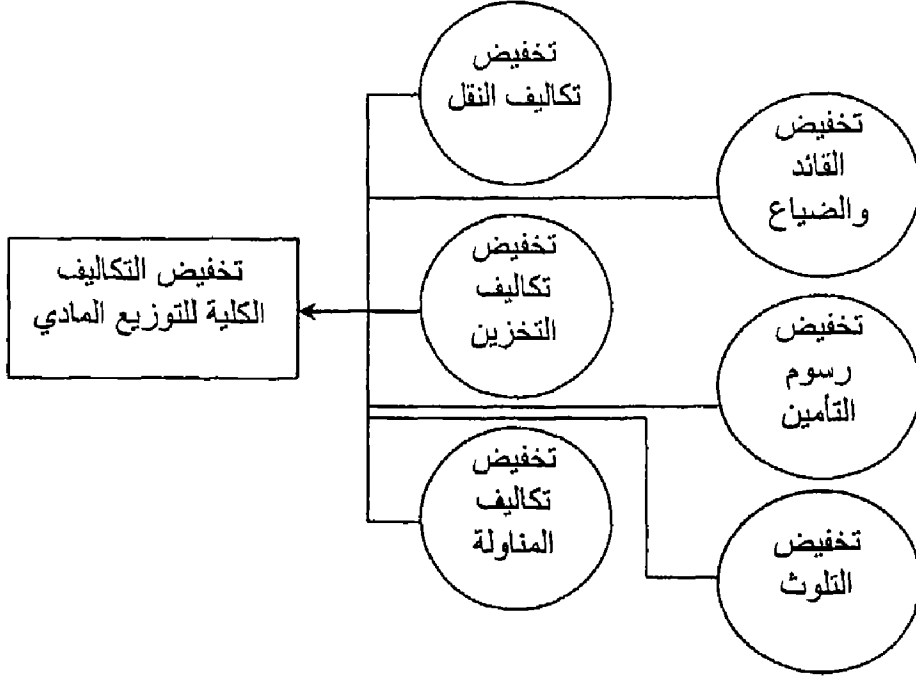 تخفيض
تكاليف النقل
تخفيض
القائد
والضياع
تخفيض
تكاليف
التخزين
تخفيض التكاليف
الكلية للتوزيع المادي
تخفيض
رسوم
التأمين
تخفيض
تكاليف
المناولة
تخفيض
التلوث